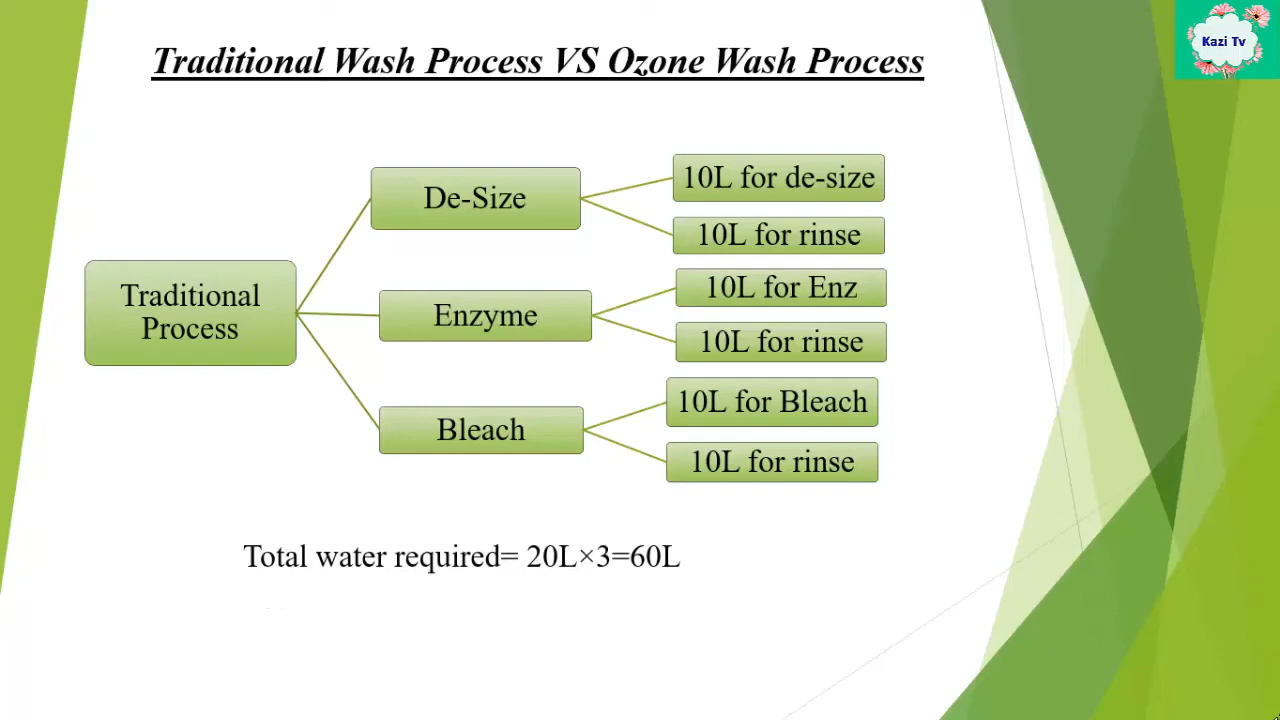 Kazi Tv
Traditional Wash Process VS Ozone Wash Process
Traditional
Process
De-Size
10L for de-size
10L for rinse
Enzyme
10L for Enz
10L for rinse
Bleach
10L for Bleach
10L for rinse
Total water required= 20L×3=60L